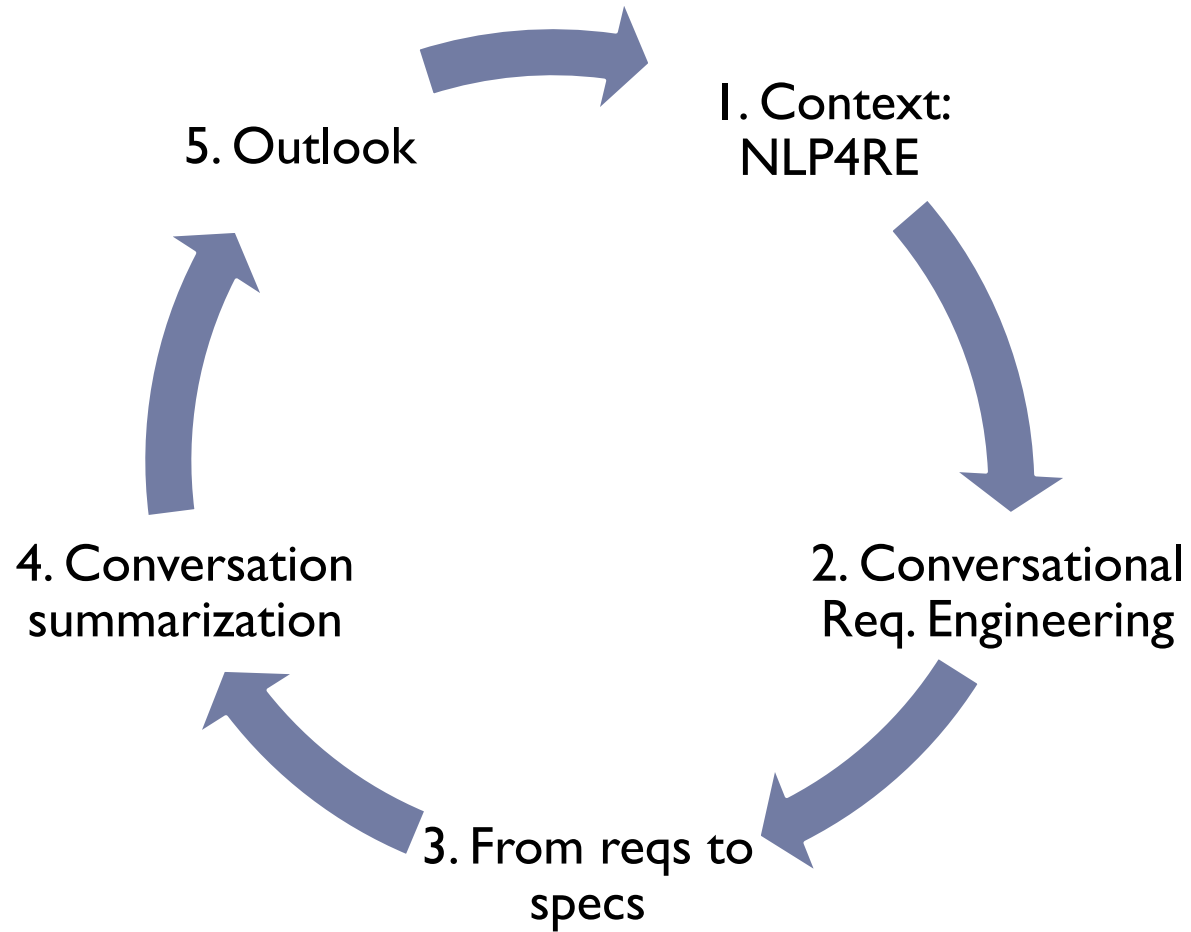 1. Context:
NLP4RE
2. Conversational
Req. Engineering
3. From reqs to
specs
4. Conversation
summarization
5. Outlook